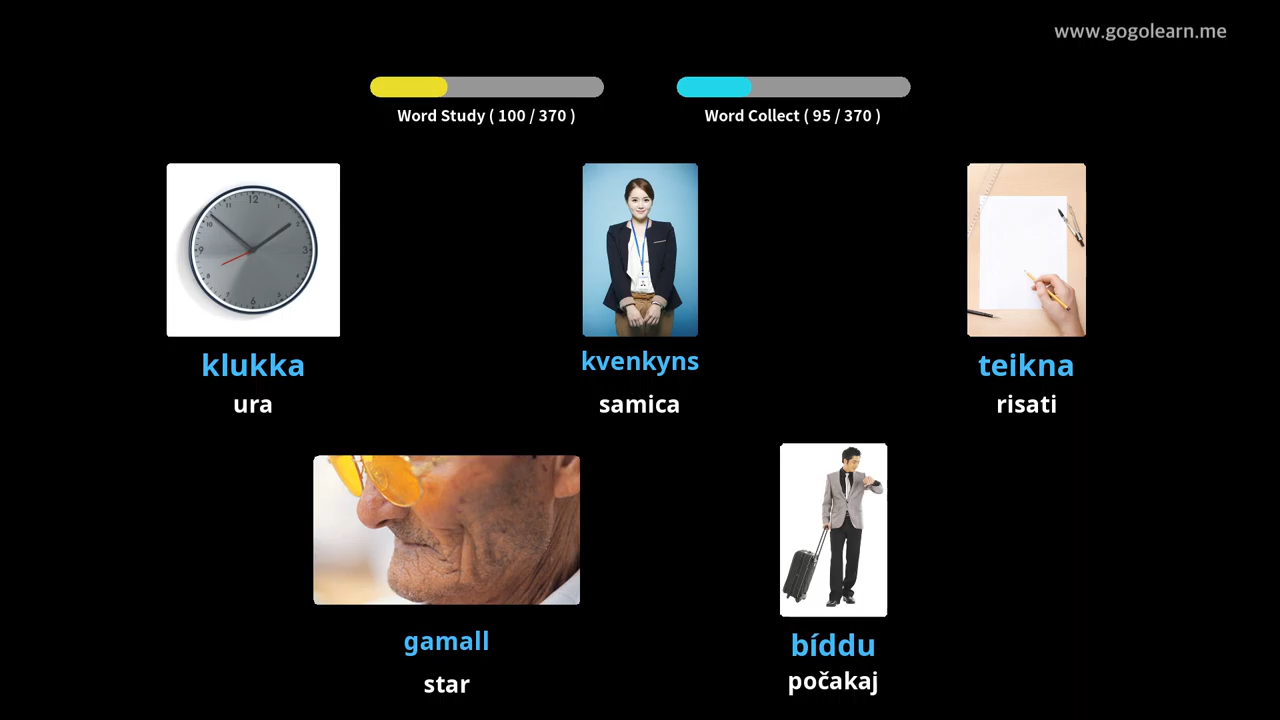 www.gogolearn.me
Word Study ( 100 / 370 )
Word Collect ( 95 / 370 )
klukka
ura
kvenkyns
samica
teikna
risati
gamall
star
bíddu
počakaj